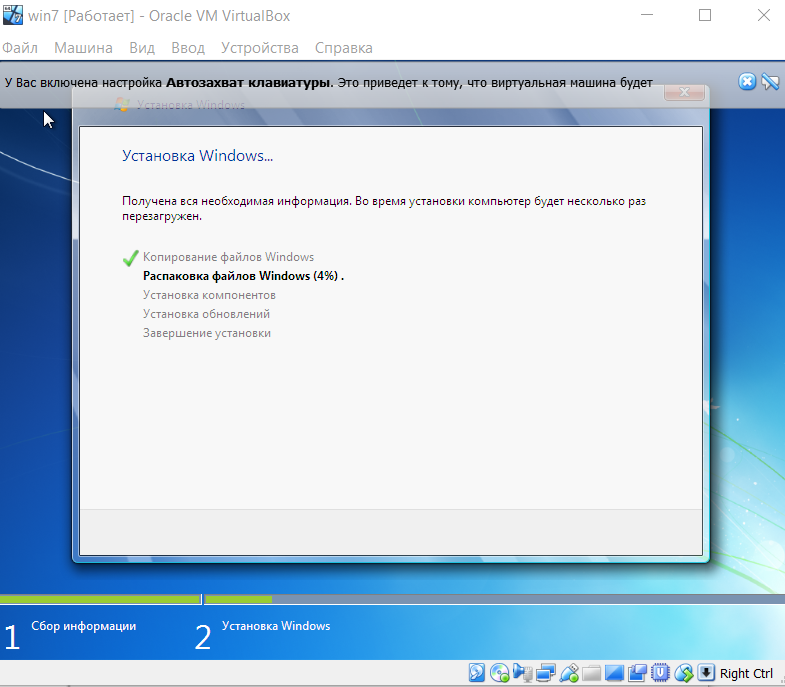 win7 [Работает] - Oracle VM VirtualBox
Файл Машина Вид Ввод Устройства Справка
У Вас включена настройка Автозахват клавиатуры. Это приведет к тому, что виртуальная машина будет
Установка Windows
Установка Windows...
Получена вся необходимая информация. Во время установки компьютер будет несколько раз
перезагружен.
Копирование файлов Windows
Распаковка файлов Windows (4%) .
Установка компонентов
Установка обновлений
Завершение установки
1 Сбор информации 2 Установка Windows
Right Ctrl